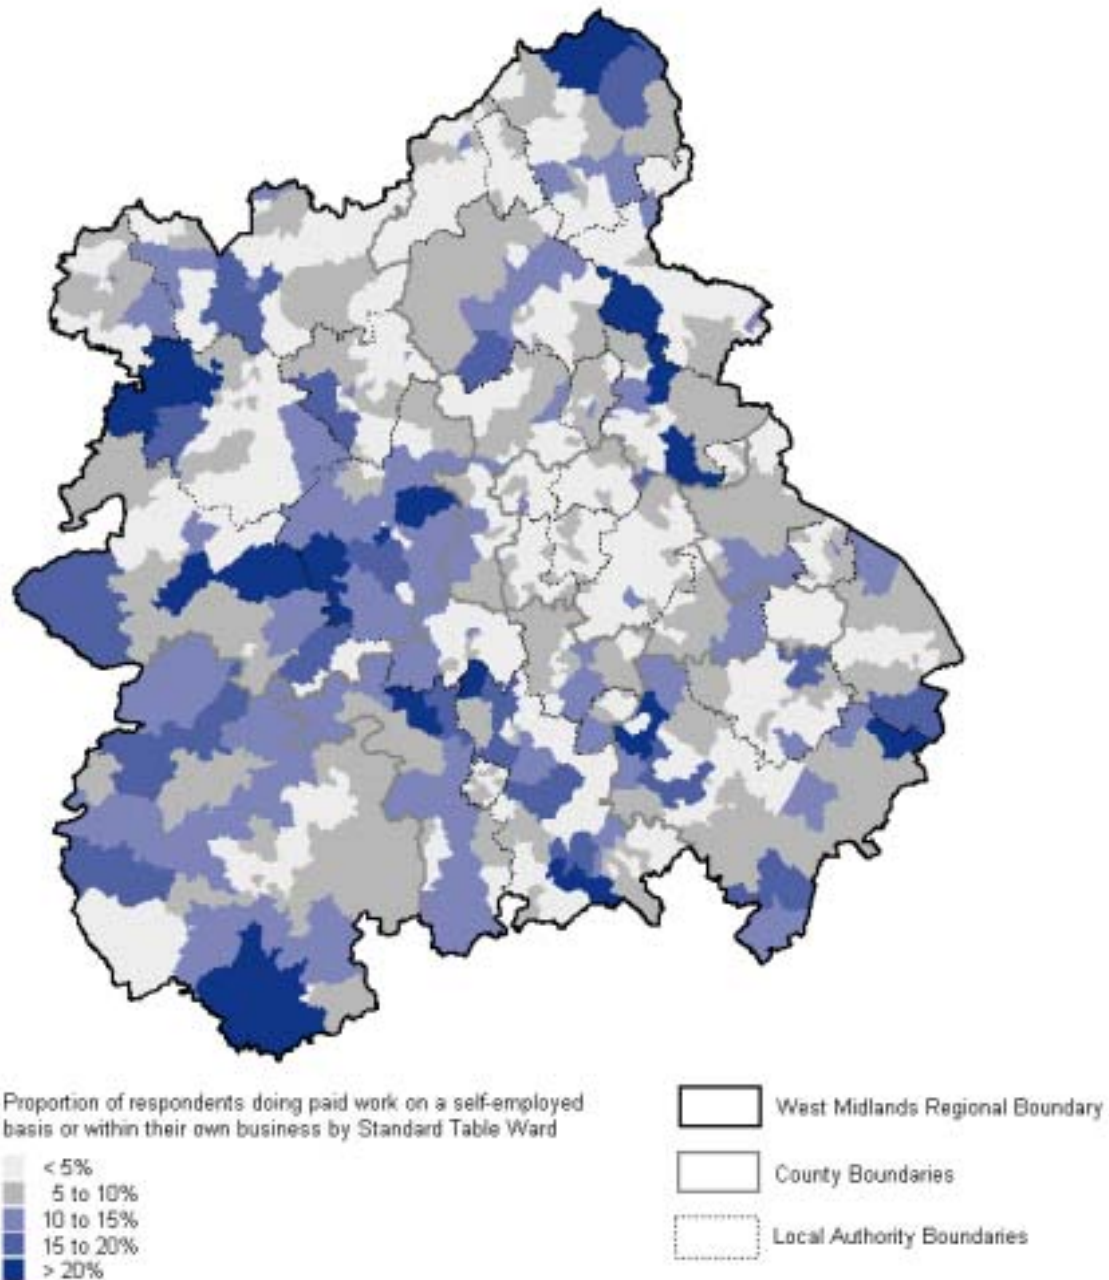 Proportion of respondents doing paid work on a self-employed
basis or within their own business by Standard Table Ward
< 5%
5 to 10%
10 to 15%
15 to 20%
> 20%
West Midlands Regional Boundary
County Boundaries
Local Authority Boundaries